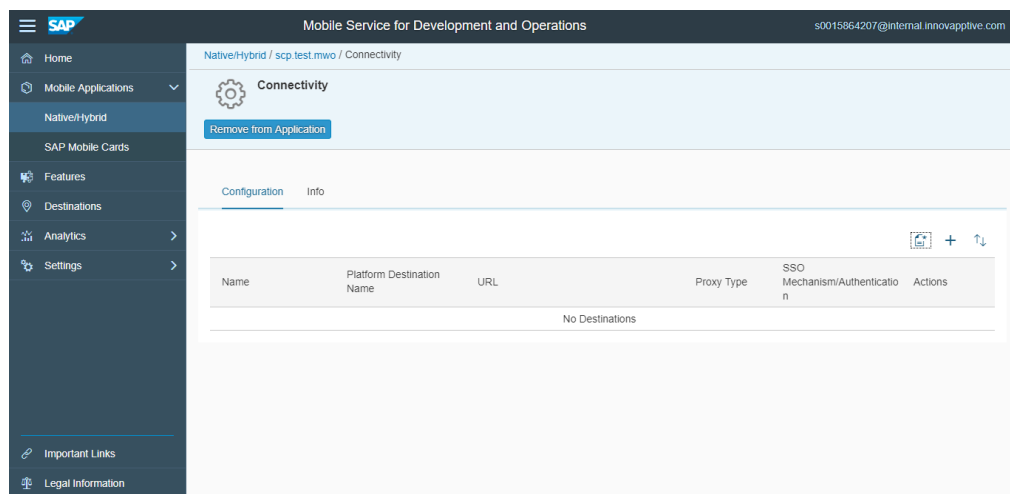 SAP Mobile Service for Development and Operations s0015864207@internal.innovapptive.com
Home
Mobile Applications
Native/Hybrid
SAP Mobile Cards
Features
Destinations
Analytics
Settings
Important Links
Legal Information
Native/Hybrid / scp.test.mwo / Connectivity
Connectivity
Remove from Application
Configuration Info
Name
Platform Destination
Name
URL
Proxy Type
SSO
Mechanism/Authenticatio
n
Actions
No Destinations